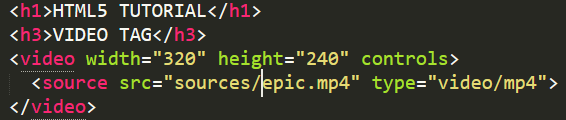 <h1>HTML5 TUTORIAL</h1>
<h3>VIDEO TAG</h3>
<video width="320" height="240" controls>
<source src="sources/epic.mp4" type="video/mp4">
</video>